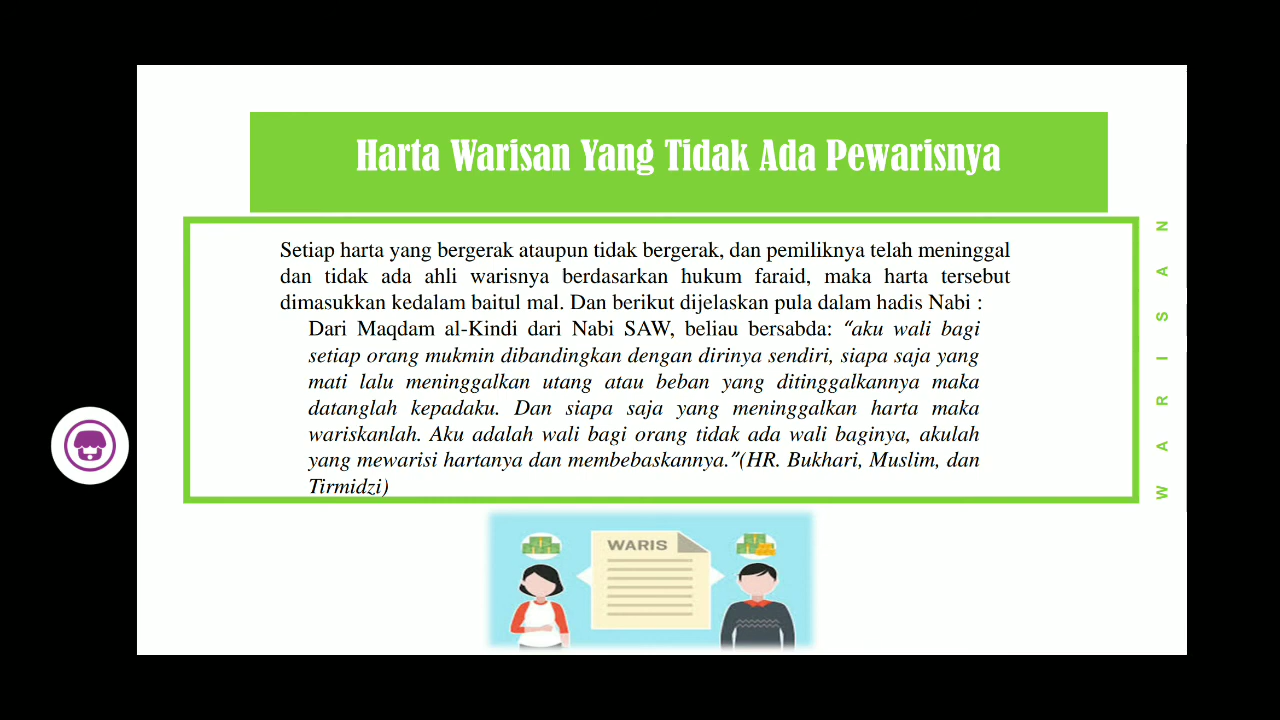 Harta Warisan Yang Tidak Ada Pewarisnya
Setiap harta yang bergerak ataupun tidak bergerak, dan pemiliknya telah meninggal
dan tidak ada ahli warisnya berdasarkan hukum faraid, maka harta tersebut
dimasukkan kedalam baitul mal. Dan berikut dijelaskan pula dalam hadis Nabi :
Dari Maqdam al-Kindi dari Nabi SAW, beliau bersabda: “aku wali bagi
setiap orang mukmin dibandingkan dengan dirinya sendiri, siapa saja yang
mati lalu meninggalkan utang atau beban yang ditinggalkannya maka
datanglah kepadaku. Dan siapa saja yang meninggalkan harta maka
wariskanlah. Aku adalah wali bagi orang tidak ada wali baginya, akulah
yang mewarisi hartanya dan membebaskannya.”(HR. Bukhari, Muslim, dan
Tirmidzi)
WARISAN
WARIS